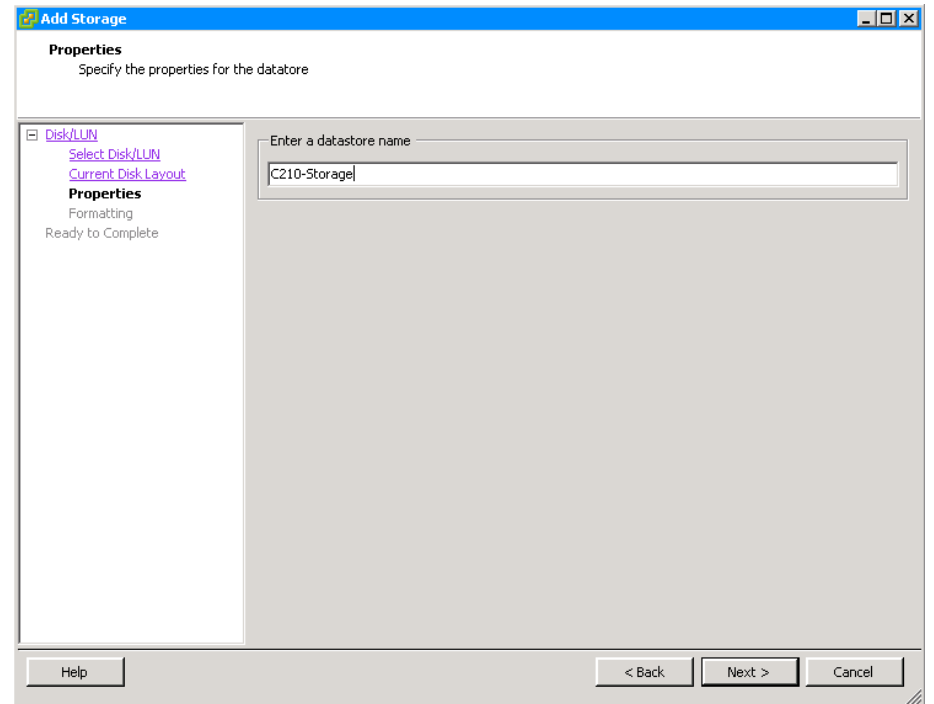 Add Storage
Properties
Specify the properties for the datatore
Disk/LUN
Select Disk/LUN
Current Disk Layout
Properties
Formatting
Ready to Complete
Enter a datastore name
C210-Storage
Help
< Back
Next >
Cancel